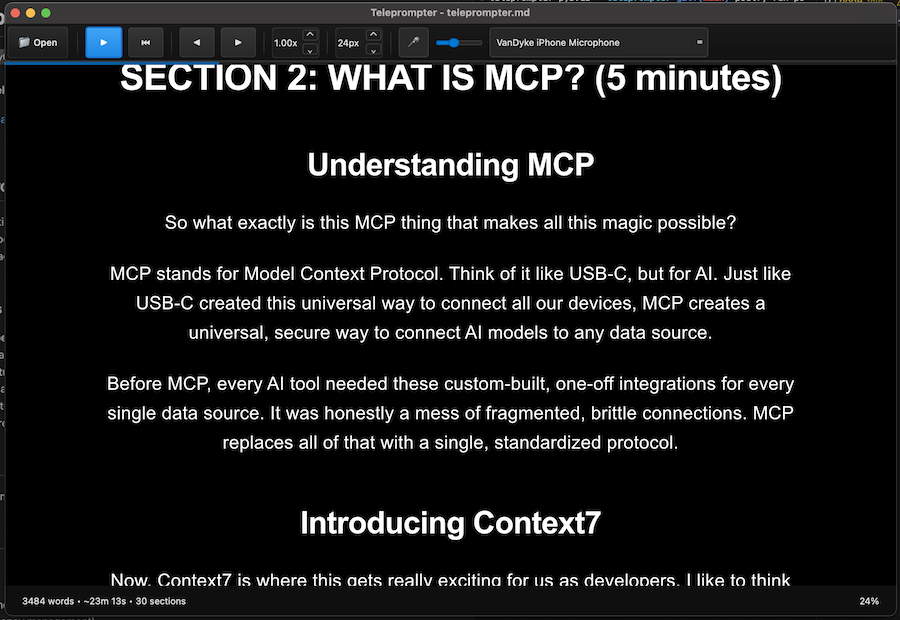 Teleprompter - teleprompter.md
Open
1.00x
24px
VanDyke iPhone Microphone
SECTION 2: WHAT IS MCP? (5 minutes)
Understanding MCP
So what exactly is this MCP thing that makes all this magic possible?
MCP stands for Model Context Protocol. Think of it like USB-C, but for AI. Just like
USB-C created this universal way to connect all our devices, MCP creates a
universal, secure way to connect AI models to any data source.
Before MCP, every AI tool needed these custom-built, one-off integrations for every
single data source. It was honestly a mess of fragmented, brittle connections. MCP
replaces all of that with a single, standardized protocol.
Introducing Context7
Now, Context7 is where this gets really exciting for us as developers. I like to think
3484 words • ~23m 13s • 30 sections
24%